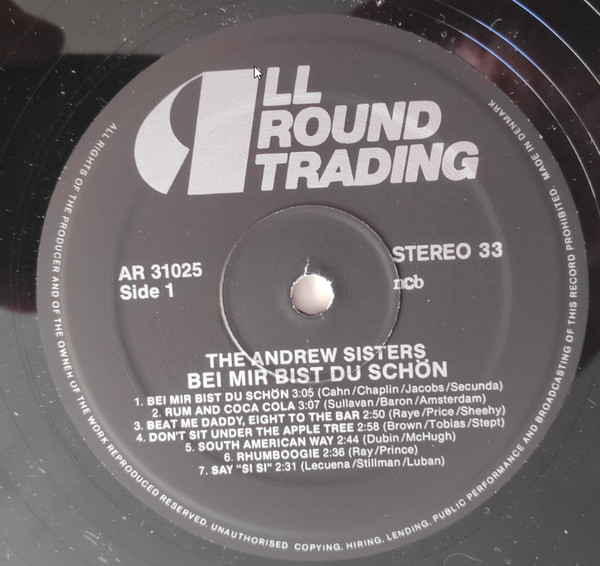 ALL
ROUND
TRADING
AR 31025
Side 1
STEREO 33
ncb
THE ANDREW SISTERS
BEI MIR BIST DU SCHÖN
1. BEI MIR BIST DU SCHÖN 3:05 (Cahn/Chaplin/Jacobs/Secunda)
2. RUM AND COCA COLA 3:07 (Sullavan/Baron/Amsterdam)
3. BEAT ME DADDY, EIGHT TO THE BAR 2:50 (Raye/Price/Sheehy)
4. DON'T SIT UNDER THE APPLE TREE 2:58 (Brown/Tobias/Stept)
5. SOUTH AMERICAN WAY 2:44 (Dubin/McHugh)
6. RHUMBOOGIE 2:36 (Ray/Prince)
7. SAY "SI SI" 2:31 (Lecuena/Stillman/Luban)
ALL RIGHTS OF THE PRODUCER AND OF THE OWNER OF THE WORK REPRODUCED RESERVED. UNAUTHORISED COPYING, HIRING, LENDING, PUBLIC PERFORMANCE AND BROADCASTING OF THIS RECORD PROHIBITED. MADE IN DENMARK